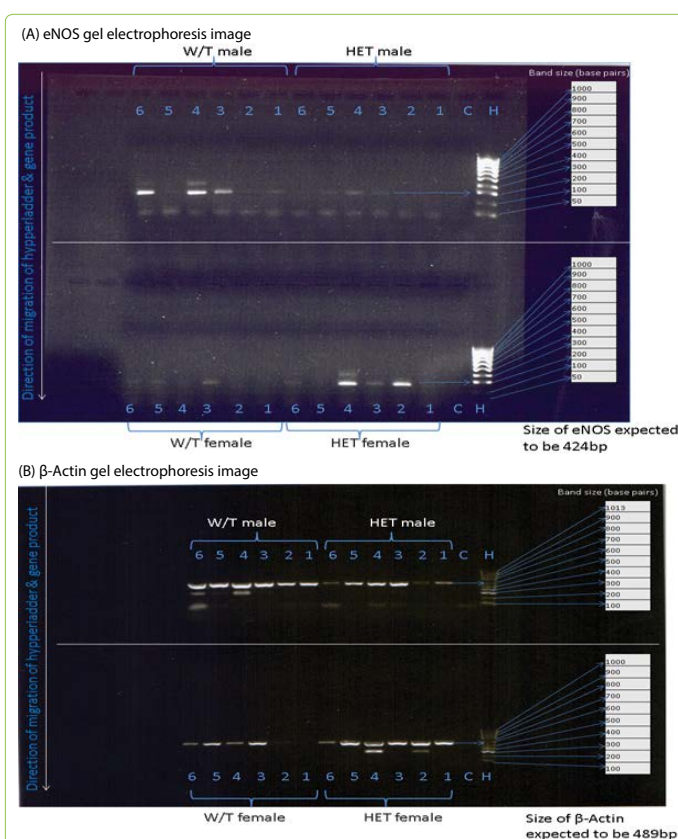 (A) eNOS gel electrophoresis image
W/T male HET male
Band size (base pairs)
6 5 4 3 2 1 6 5 4 3 2 1 C H
1000
900
800
700
600
500
400
300
200
100
50
Direction of migration of hypperladder & gene product
1000
900
800
700
600
500
400
300
200
100
50
6 5 4 3 2 1 6 5 4 3 2 1 C H
W/T female HET female
Size of eNOS expected
to be 424bp
(B) β-Actin gel electrophoresis image
Band size (base pairs)
W/T male HET male
6 5 4 3 2 1 6 5 4 3 2 1 C H
1013
900
800
700
600
500
400
300
200
100
Direction of migration of hypperladder & gene product
1000
900
800
700
600
500
400
300
200
100
6 5 4 3 2 1 6 5 4 3 2 1 C H
W/T female HET female
Size of β-Actin
expected to be 489bp